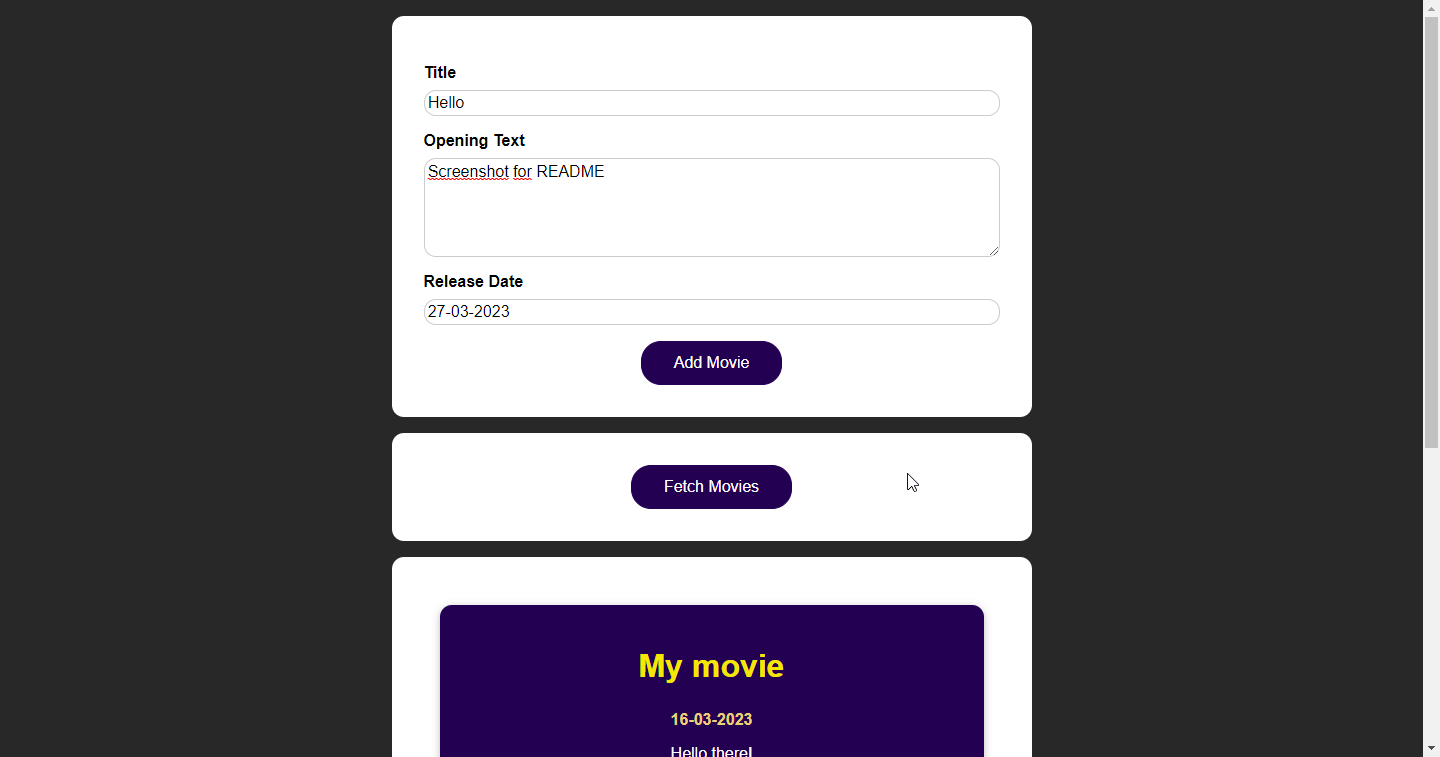 Title
Hello
Opening Text
Screenshot for README
Release Date
27-03-2023
Add Movie
Fetch Movies
My movie
16-03-2023
Hello there!